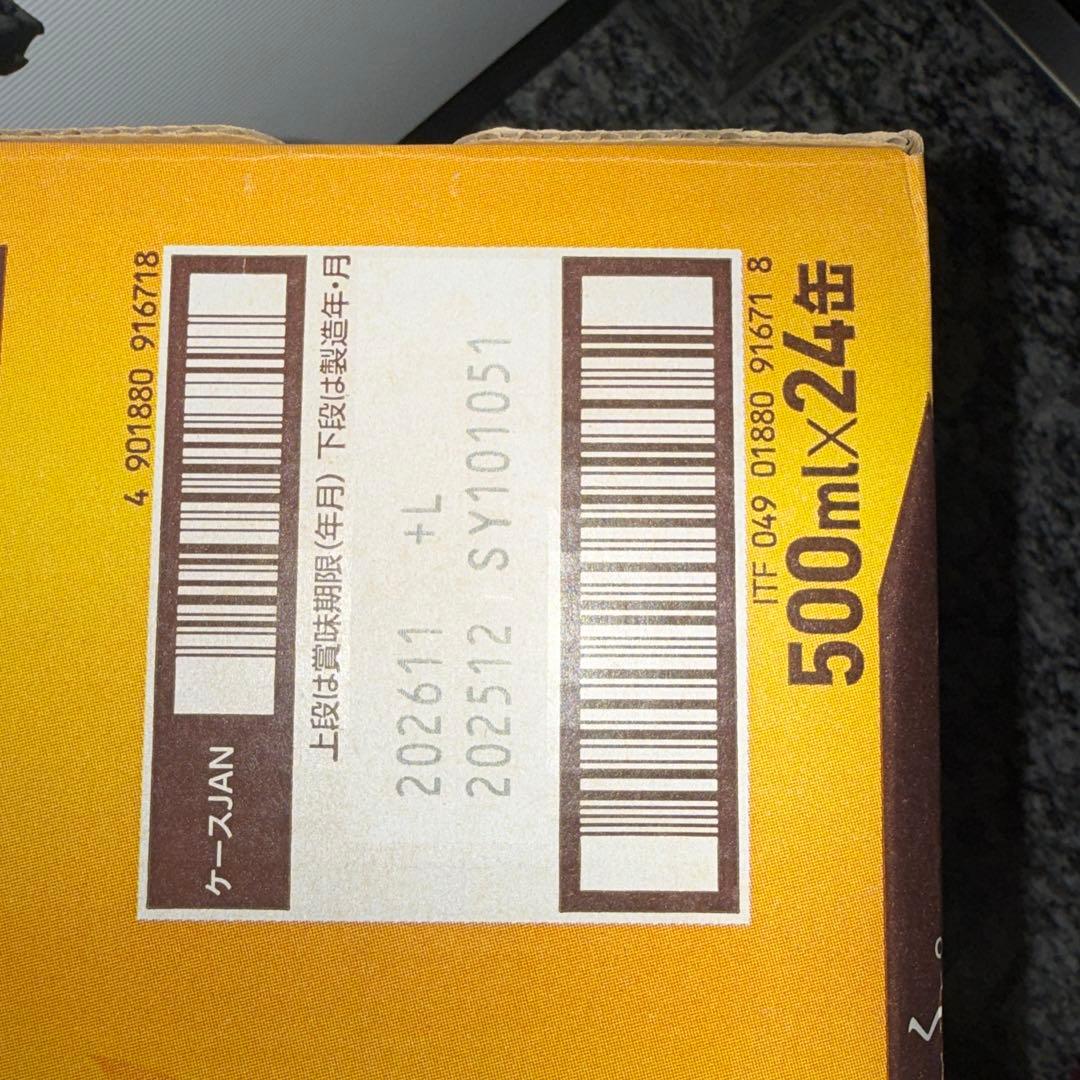 4 901880 916718
ケースJAN
上段は賞味期限(年月) 下段は製造年・月
202611 +L
202512, SY101051
ITF 049 01880 91671 8
500ml×24缶